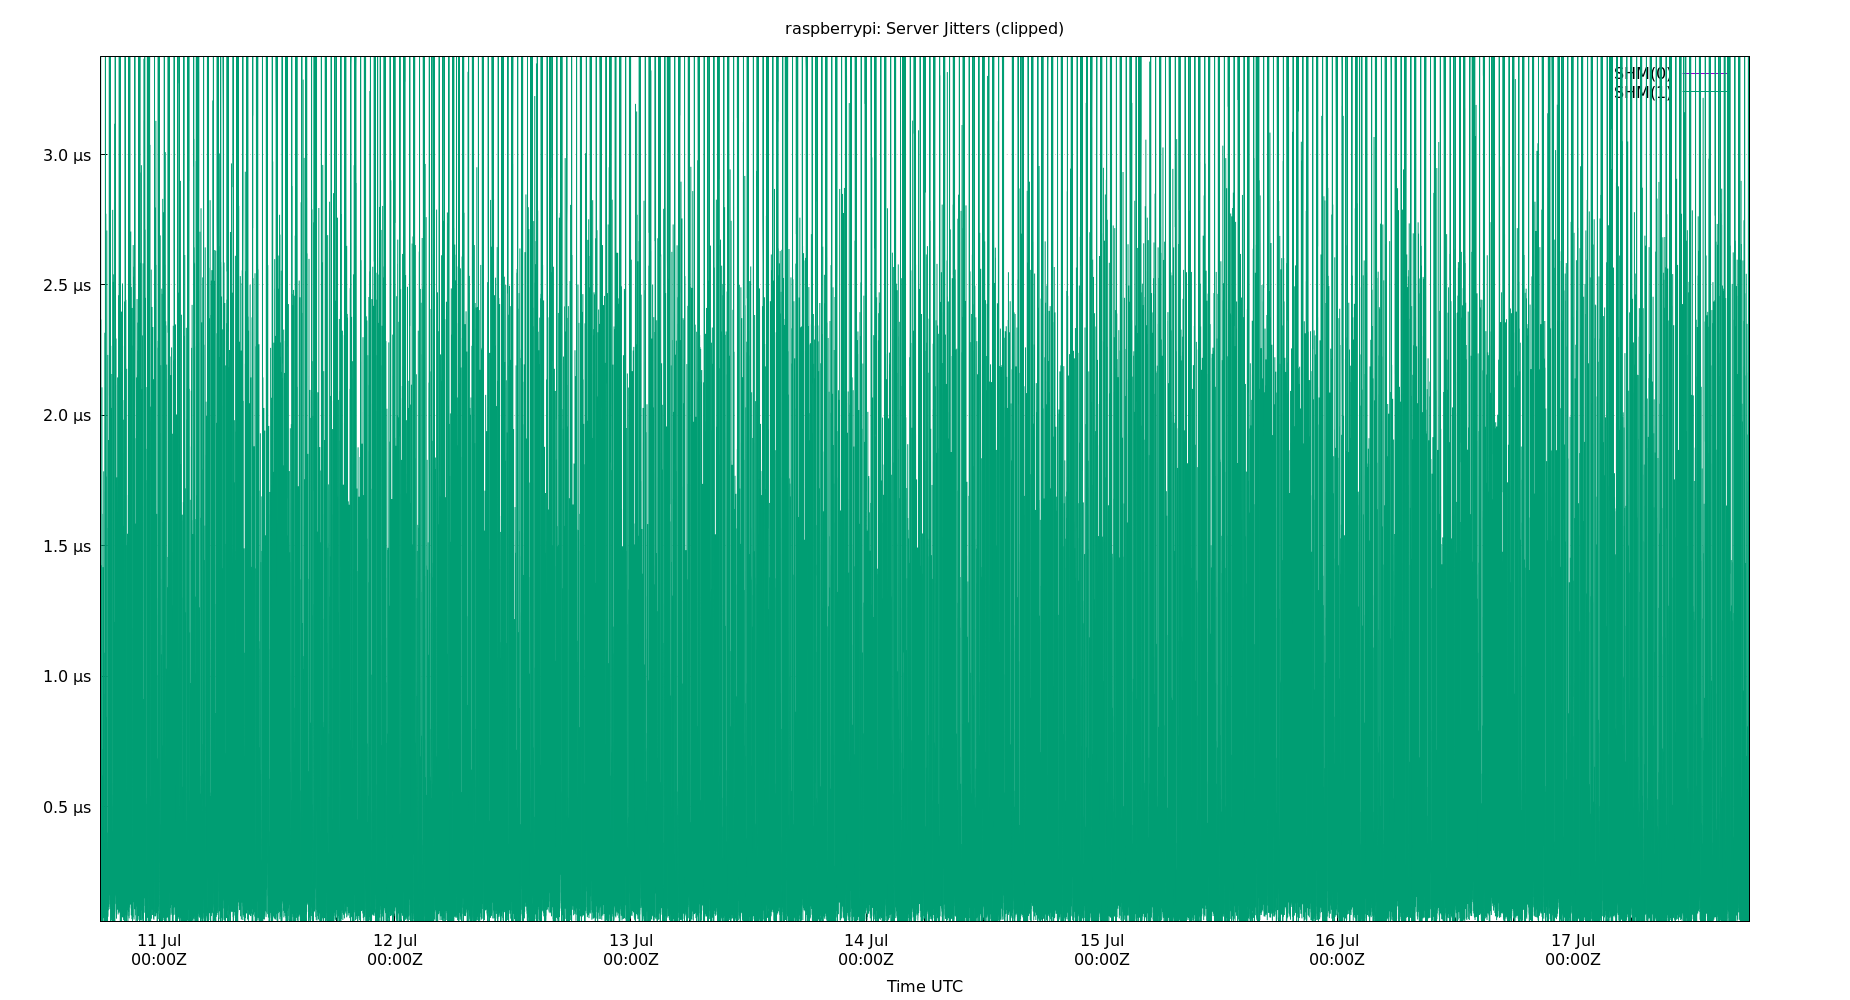 raspberrypi: Server Jitters (clipped)
SHM(0)
SHM(1)
3.0 µs
2.5 µs
2.0 µs
1.5 µs
1.0 µs
0.5 µs
11 Jul 12 Jul 13 Jul 14 Jul 15 Jul 16 Jul 17 Jul
00:00Z 00:00Z 00:00Z 00:00Z 00:00Z 00:00Z 00:00Z
Time UTC